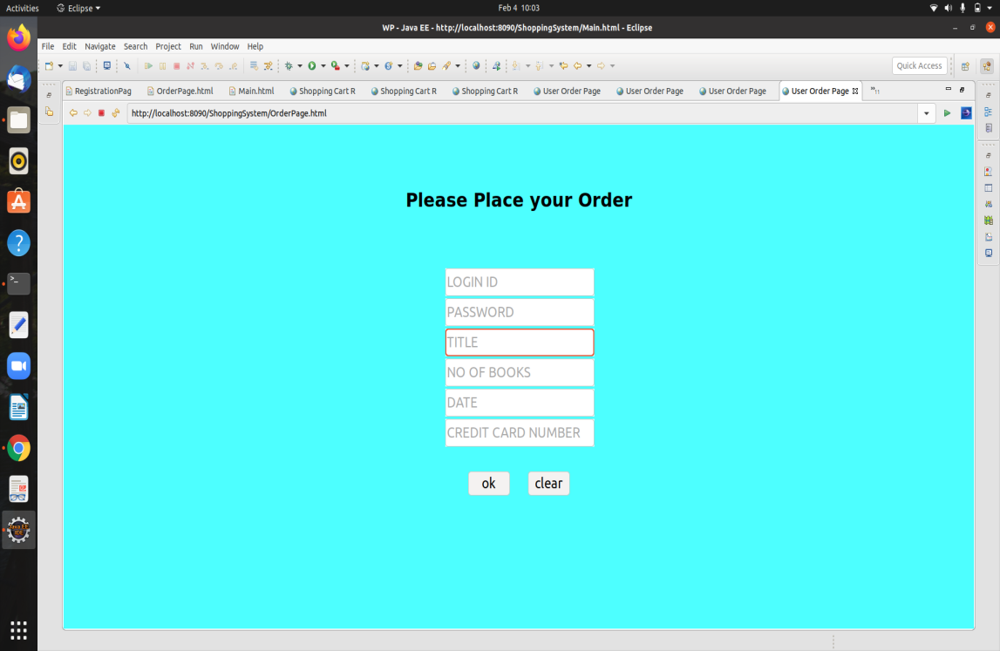 Activities Eclipse Feb 4 10:03
WP - Java EE - http://localhost:8090/ShoppingSystem/Main.html - Eclipse
File Edit Navigate Search Project Run Window Help
Quick Access
RegistrationPag OrderPage.html Main.html Shopping Cart R Shopping Cart R Shopping Cart R User Order Page User Order Page User Order Page User Order Page »11
http://localhost:8090/ShoppingSystem/OrderPage.html
Please Place your Order
LOGIN ID
PASSWORD
TITLE
NO OF BOOKS
DATE
CREDIT CARD NUMBER
ok clear
Java EE
IDE